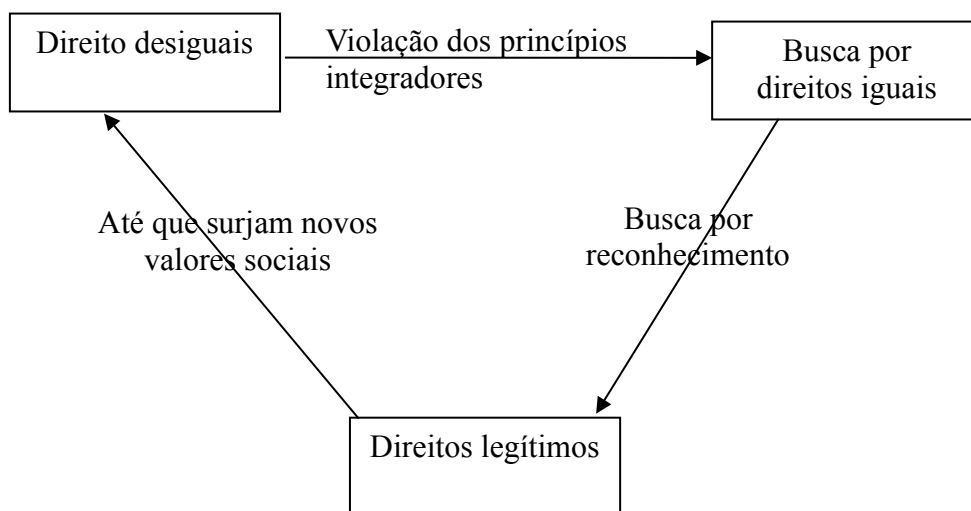 Direito desiguais
Violação dos princípios
integradores
Busca por
direitos iguais
Até que surjam novos
valores sociais
Busca por
reconhecimento
Direitos legítimos